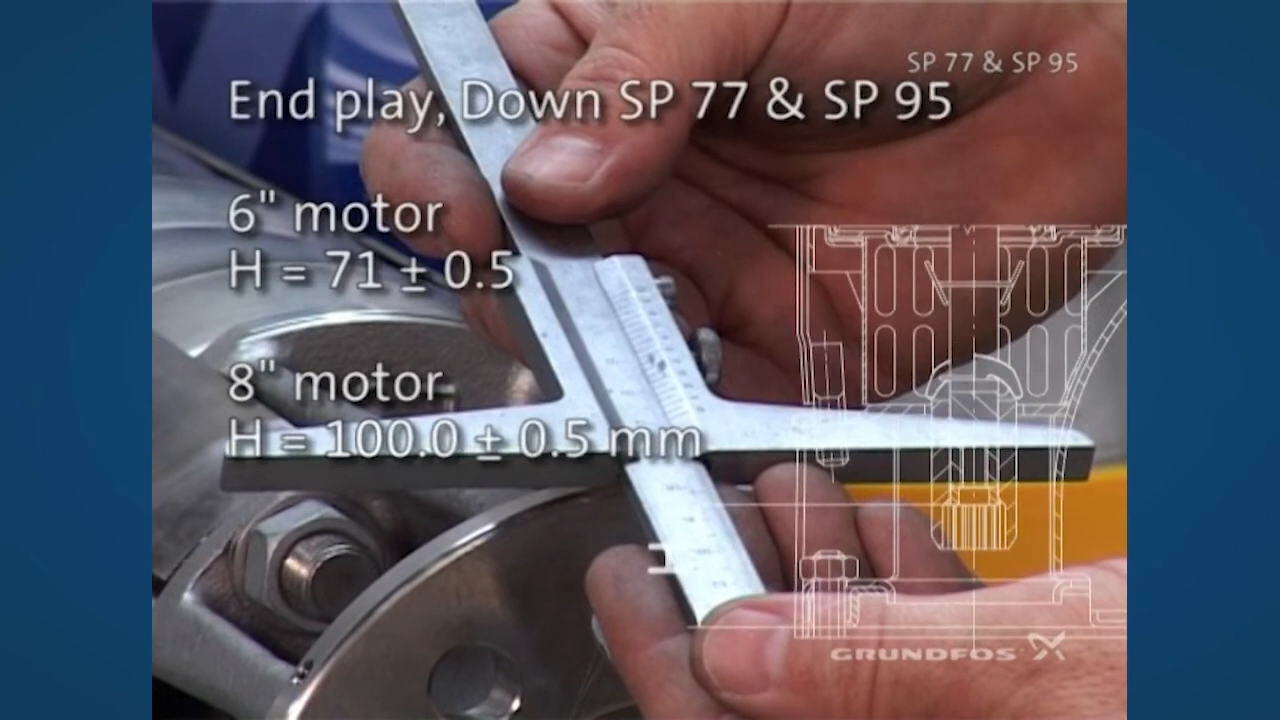 SP 77 & SP 95
End play, Down SP 77 & SP 95
6" motor
H = 71 ± 0.5
8" motor
H = 100.0 ± 0.5 mm
H
GRUNDFOS